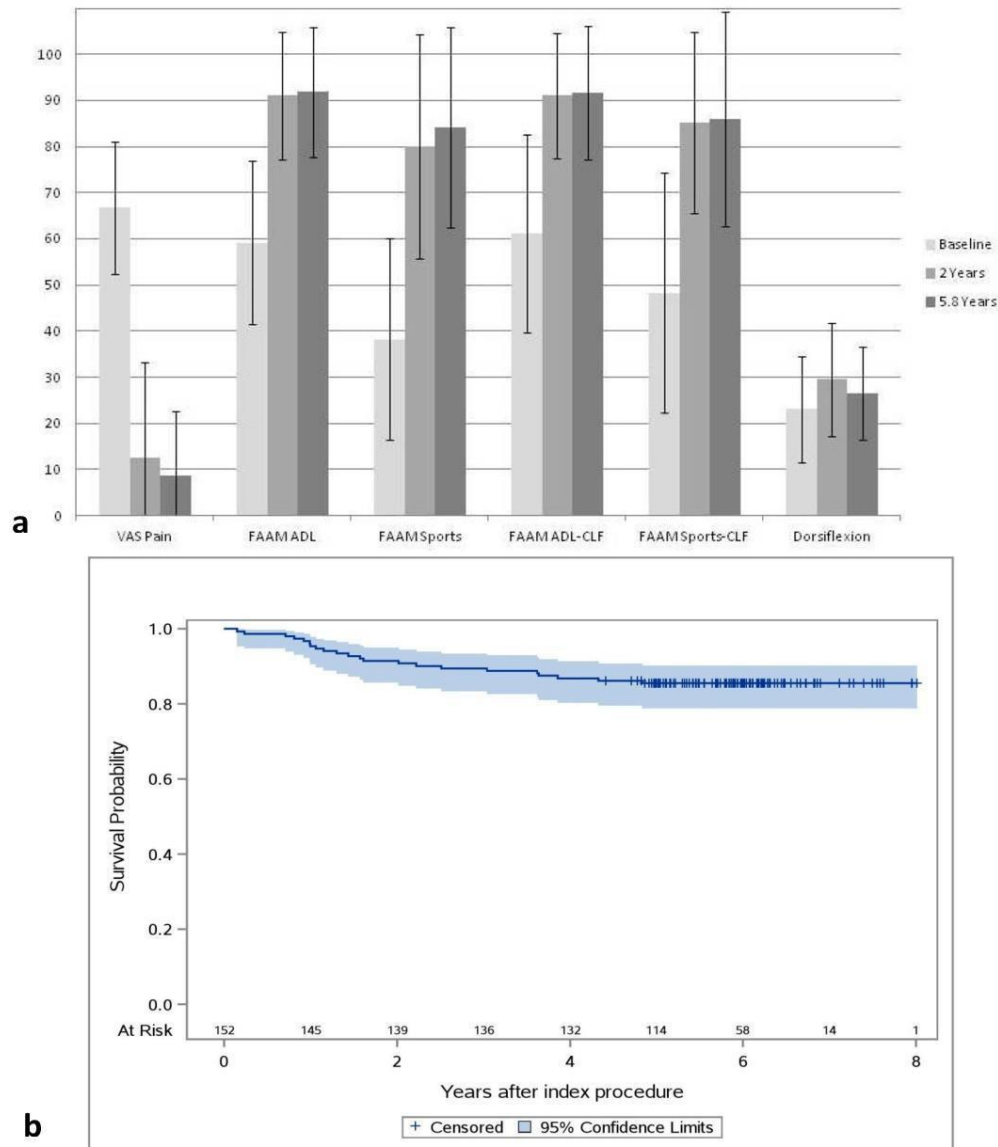 100
90
80
70
60
50
40
30
20
10
0
VAS Pain FAAM ADL FAAM Sports FAAM ADL-CLF FAAM Sports-CLF Dorsiflexion
Baseline
2 Years
5.8 Years
a
1.0
0.8
0.6
0.4
0.2
0.0
Survival Probability
At Risk 152 145 139 136 132 114 58 14 1
0 2 4 6 8
Years after index procedure
+ Censored 95% Confidence Limits
b